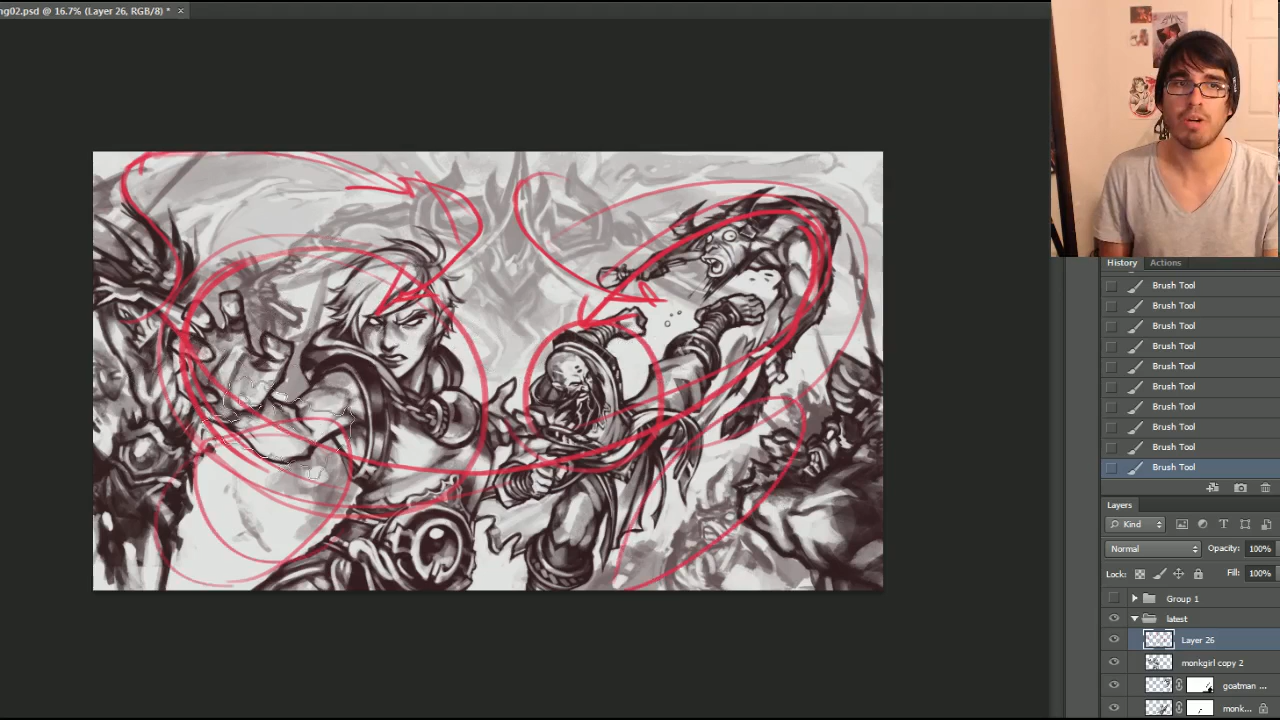 ng02.psd @ 16.7% (Layer 26, RGB/8) * ×
History Actions
Brush Tool
Brush Tool
Brush Tool
Brush Tool
Brush Tool
Brush Tool
Brush Tool
Brush Tool
Brush Tool
Brush Tool
Layers
Kind
Normal Opacity: 100%
Lock: Fill: 100%
Group 1
latest
Layer 26
monkgirl copy 2
goatman ...
monk...